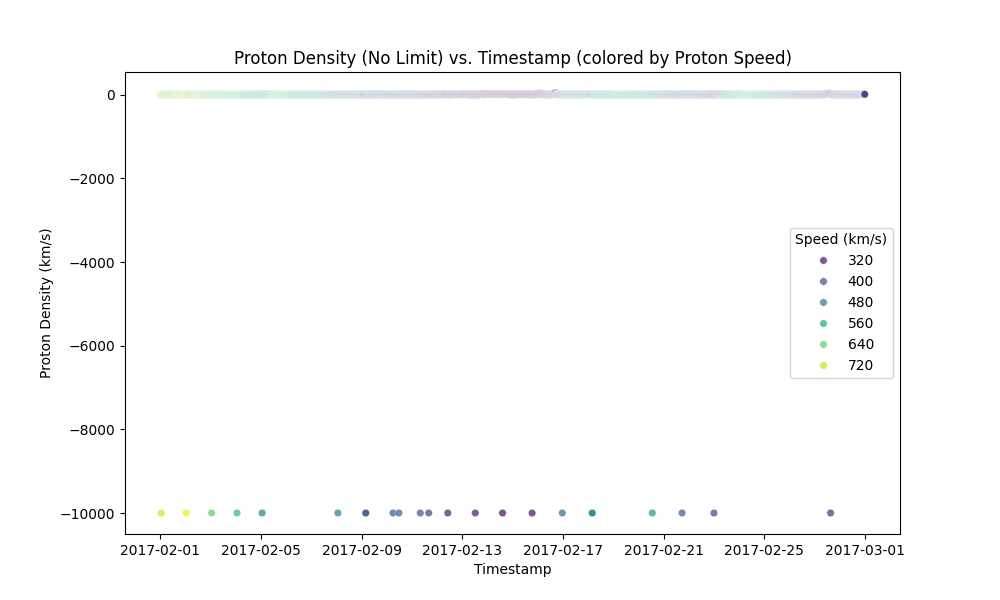 Proton Density (No Limit) vs. Timestamp (colored by Proton Speed)
Proton Density (km/s)
0
−2000
−4000
−6000
−8000
−10000
Speed (km/s)
320
400
480
560
640
720
2017-02-01 2017-02-05 2017-02-09 2017-02-13 2017-02-17 2017-02-21 2017-02-25 2017-03-01
Timestamp